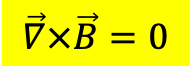 ∇⃗×B⃗ = 0